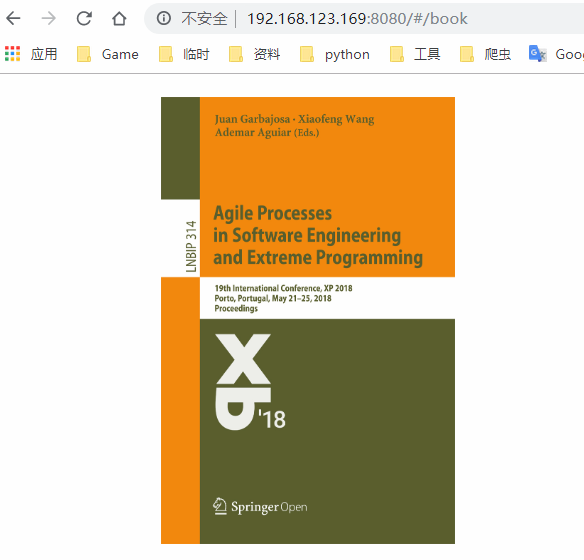 不安全 192.168.123.169:8080/#/book
应用 Game 临时 资料 python 工具 爬虫 Goo
Juan Garbajosa · Xiaofeng Wang
Ademar Aguiar (Eds.)
LNBIP 314
Agile Processes
in Software Engineering
and Extreme Programming
19th International Conference, XP 2018
Porto, Portugal, May 21–25, 2018
Proceedings
xp
'18
Springer Open